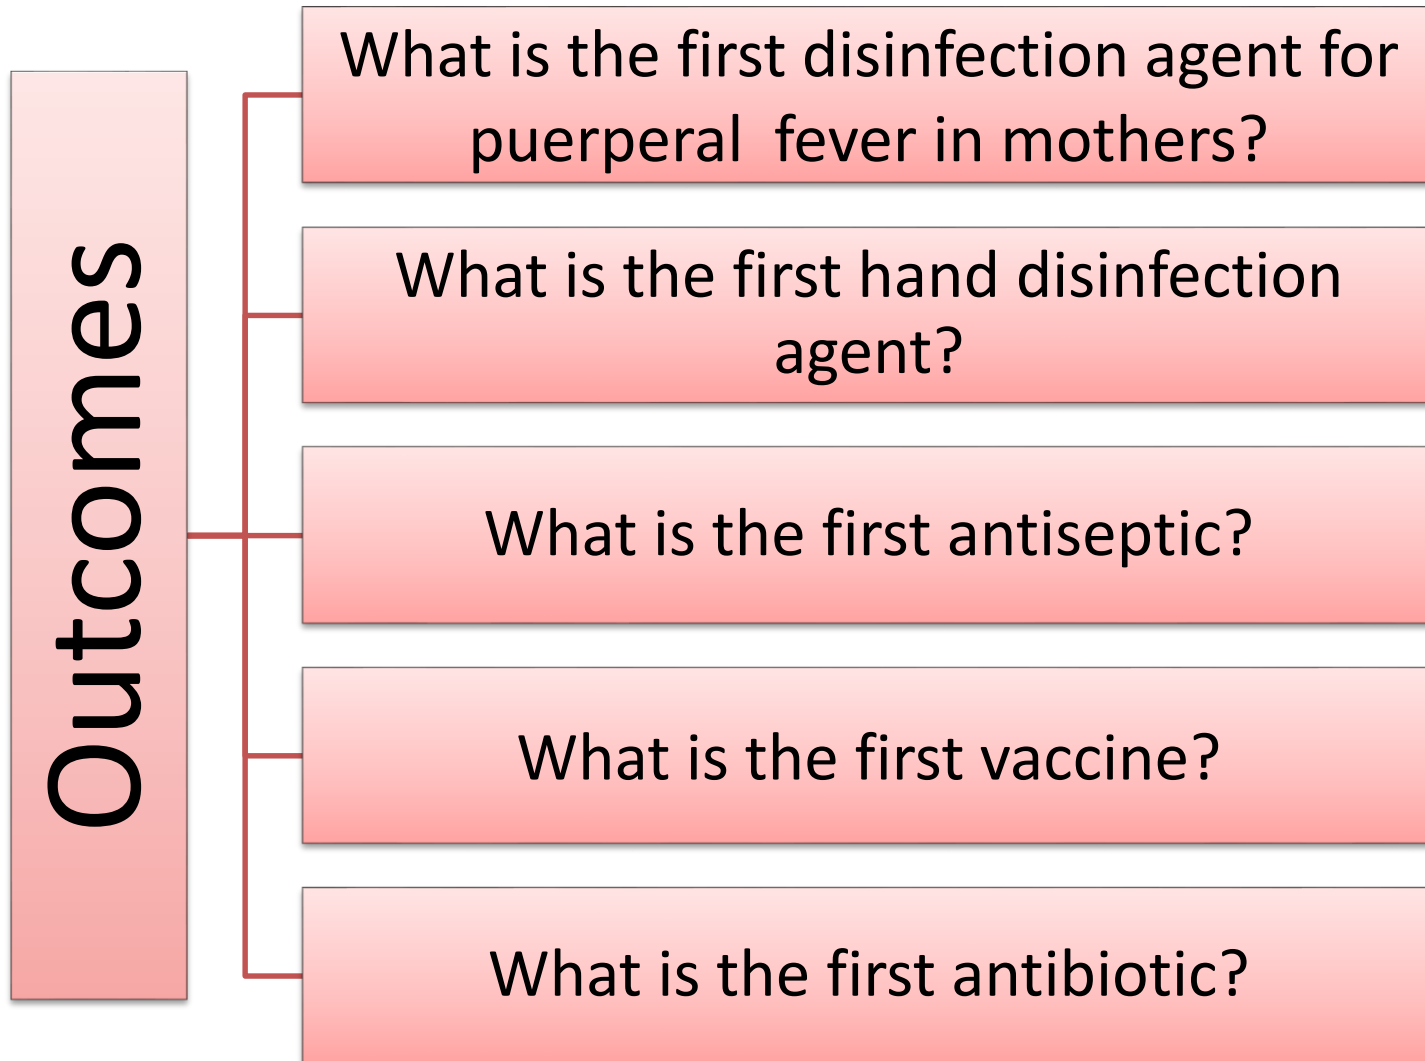 Outcomes
What is the first disinfection agent for
puerperal  fever in mothers?
What is the first hand disinfection
agent?
What is the first antiseptic?
What is the first vaccine?
What is the first antibiotic?